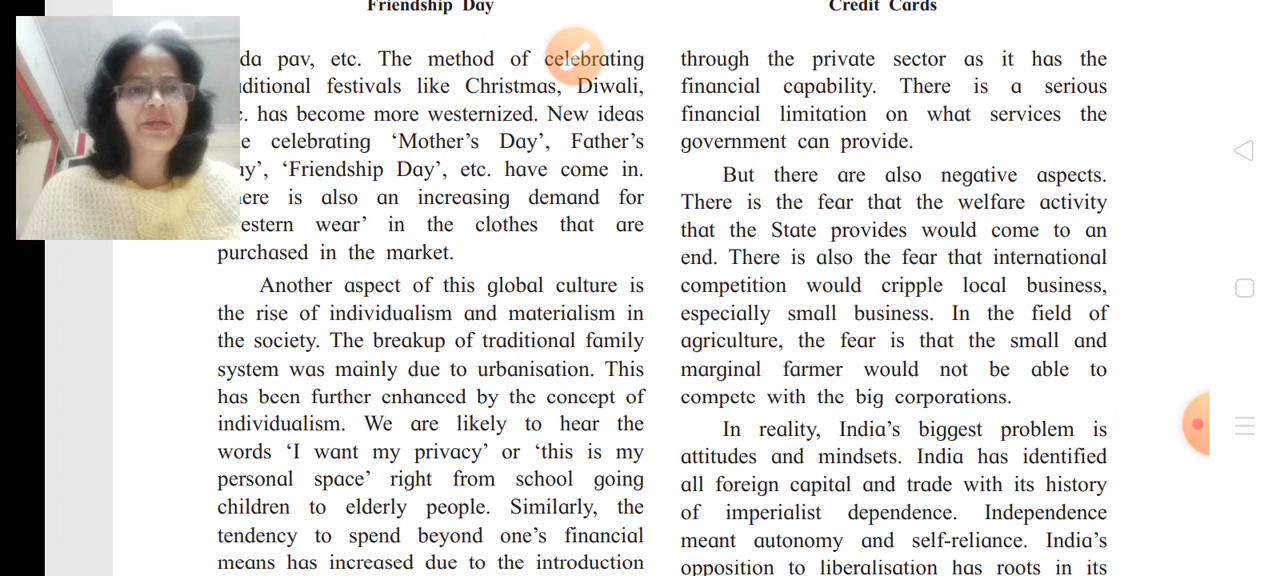 Friendship Day
da pav, etc. The method of celebrating
ditional festivals like Christmas, Diwali,
. has become more westernized. New ideas
e celebrating ‘Mother’s Day’, Father’s
ay’, ‘Friendship Day’, etc. have come in.
ere is also an increasing demand for
estern wear’ in the clothes that are
purchased in the market.
Another aspect of this global culture is
the rise of individualism and materialism in
the society. The breakup of traditional family
system was mainly due to urbanisation. This
has been further enhanced by the concept of
individualism. We are likely to hear the
words ‘I want my privacy’ or ‘this is my
personal space’ right from school going
children to elderly people. Similarly, the
tendency to spend beyond one’s financial
means has increased due to the introduction
Credit Cards
through the private sector as it has the
financial capability. There is a serious
financial limitation on what services the
government can provide.
But there are also negative aspects.
There is the fear that the welfare activity
that the State provides would come to an
end. There is also the fear that international
competition would cripple local business,
especially small business. In the field of
agriculture, the fear is that the small and
marginal farmer would not be able to
compete with the big corporations.
In reality, India’s biggest problem is
attitudes and mindsets. India has identified
all foreign capital and trade with its history
of imperialist dependence. Independence
meant autonomy and self-reliance. India’s
opposition to liberalisation has roots in its